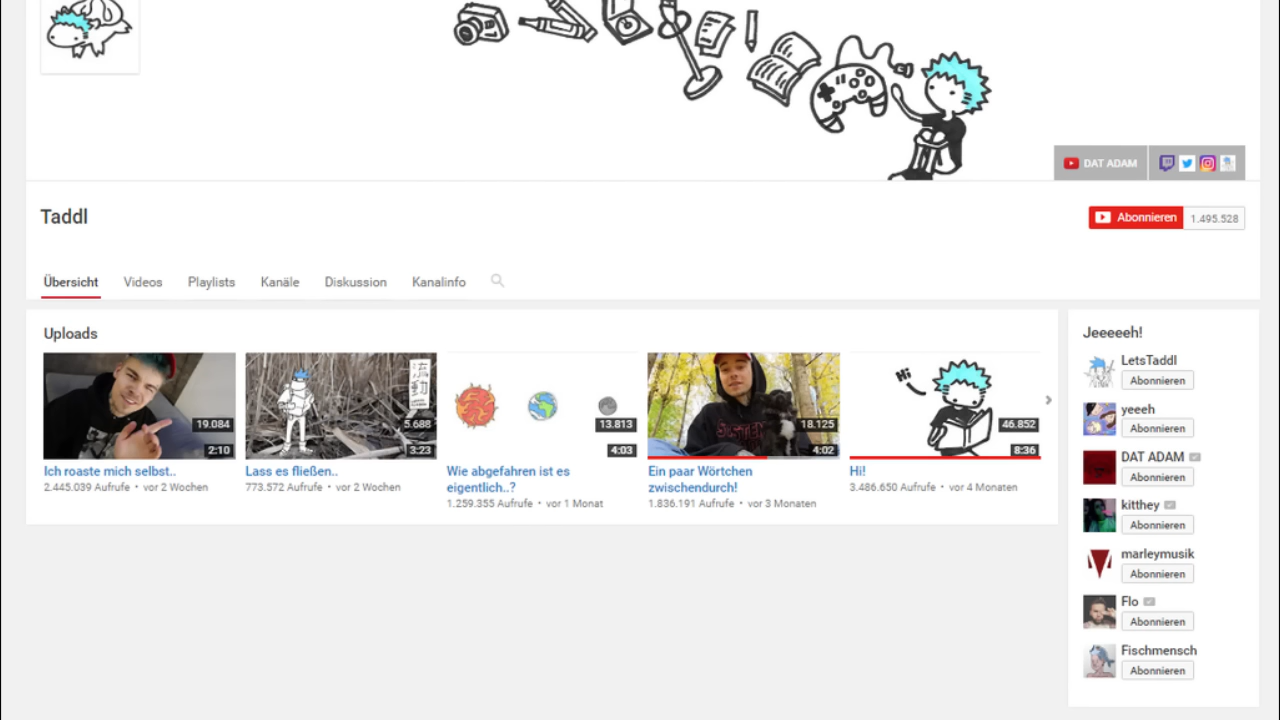 DAT ADAM
Taddl
Abonnieren 1.495.528
Übersicht Videos Playlists Kanäle Diskussion Kanalinfo
Uploads
19.084
2:10
Ich roaste mich selbst..
2.445.039 Aufrufe • vor 2 Wochen
流
動
5.688
3:23
Lass es fließen..
773.572 Aufrufe • vor 2 Wochen
13.813
4:03
Wie abgefahren ist es
eigentlich..?
1.259.355 Aufrufe • vor 1 Monat
18.125
4:02
Ein paar Wörtchen
zwischendurch!
1.836.191 Aufrufe • vor 3 Monaten
Hi!
46.852
8:36
Hi!
3.486.650 Aufrufe • vor 4 Monaten
Jeeeeeh!
LetsTaddl
Abonnieren
yeeeh
Abonnieren
DAT ADAM
Abonnieren
kitthey
Abonnieren
marleymusik
Abonnieren
Flo
Abonnieren
Fischmensch
Abonnieren